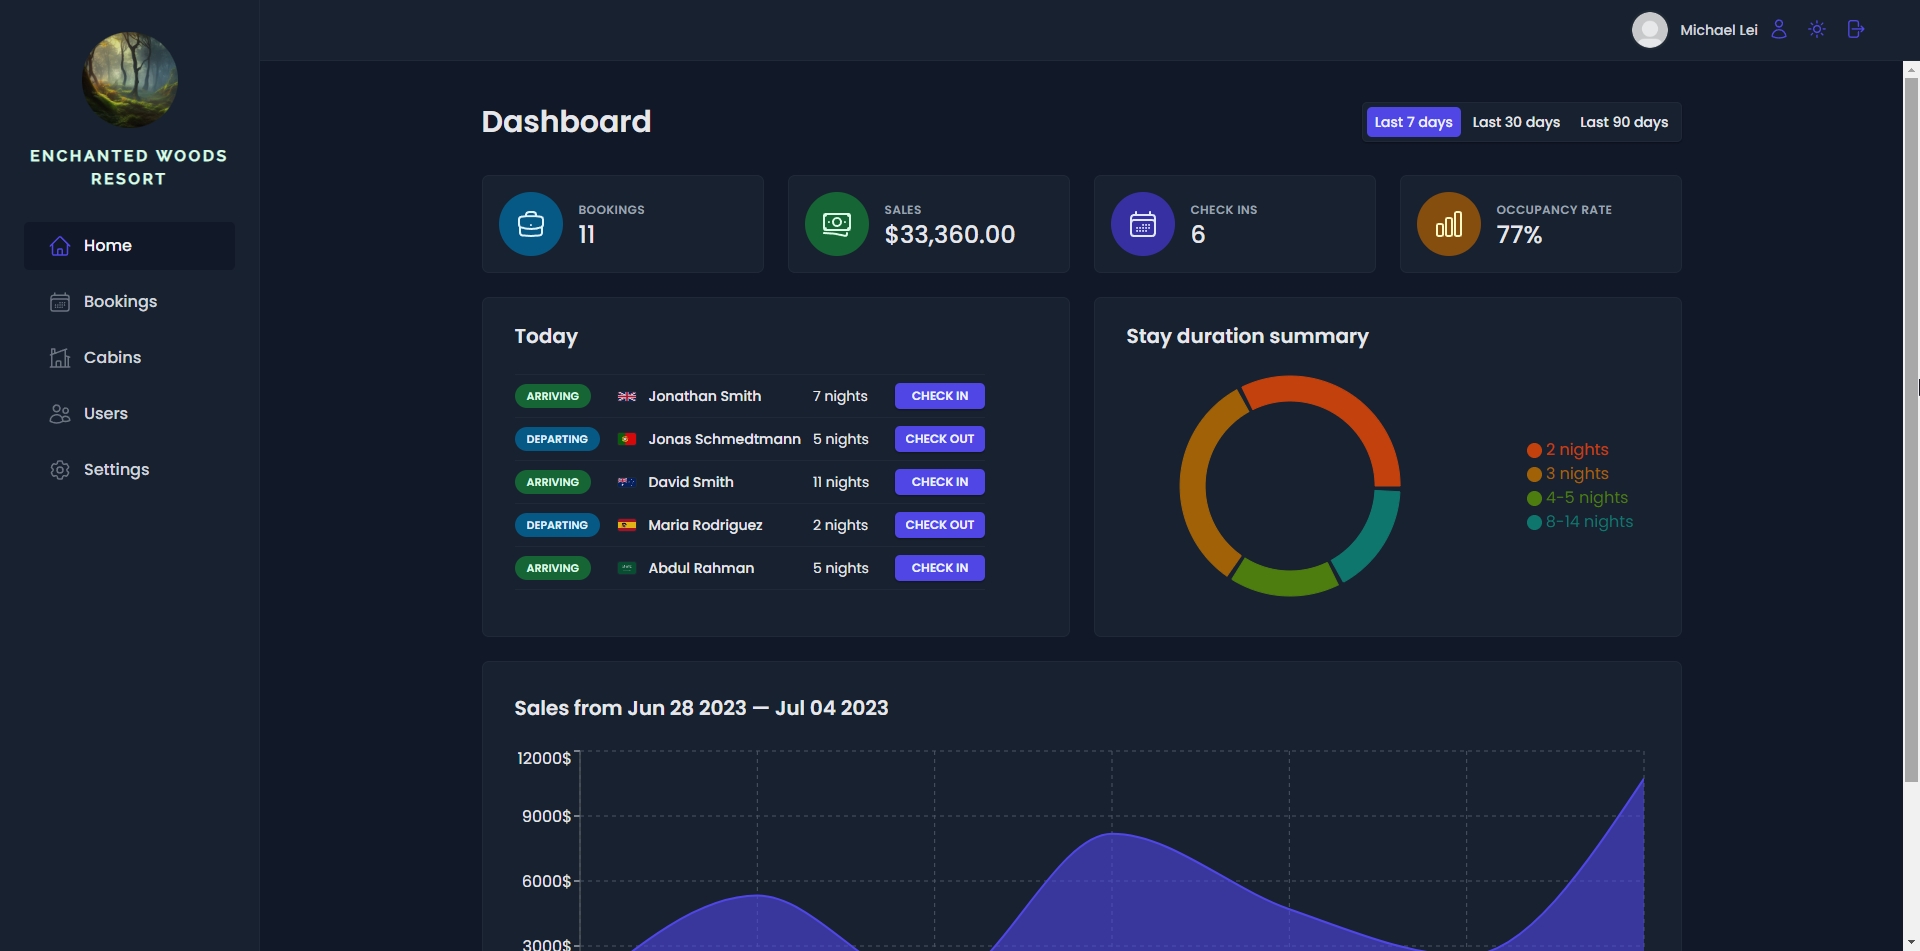 Michael Lei
ENCHANTED WOODS
RESORT
Home
Bookings
Cabins
Users
Settings
Dashboard
Last 7 days Last 30 days Last 90 days
BOOKINGS
11
SALES
$33,360.00
CHECK INS
6
OCCUPANCY RATE
77%
Today
ARRIVING Jonathan Smith 7 nights CHECK IN
DEPARTING Jonas Schmedtmann 5 nights CHECK OUT
ARRIVING David Smith 11 nights CHECK IN
DEPARTING Maria Rodriguez 2 nights CHECK OUT
ARRIVING Abdul Rahman 5 nights CHECK IN
Stay duration summary
2 nights
3 nights
4-5 nights
8-14 nights
Sales from Jun 28 2023 — Jul 04 2023
12000$
9000$
6000$
3000$